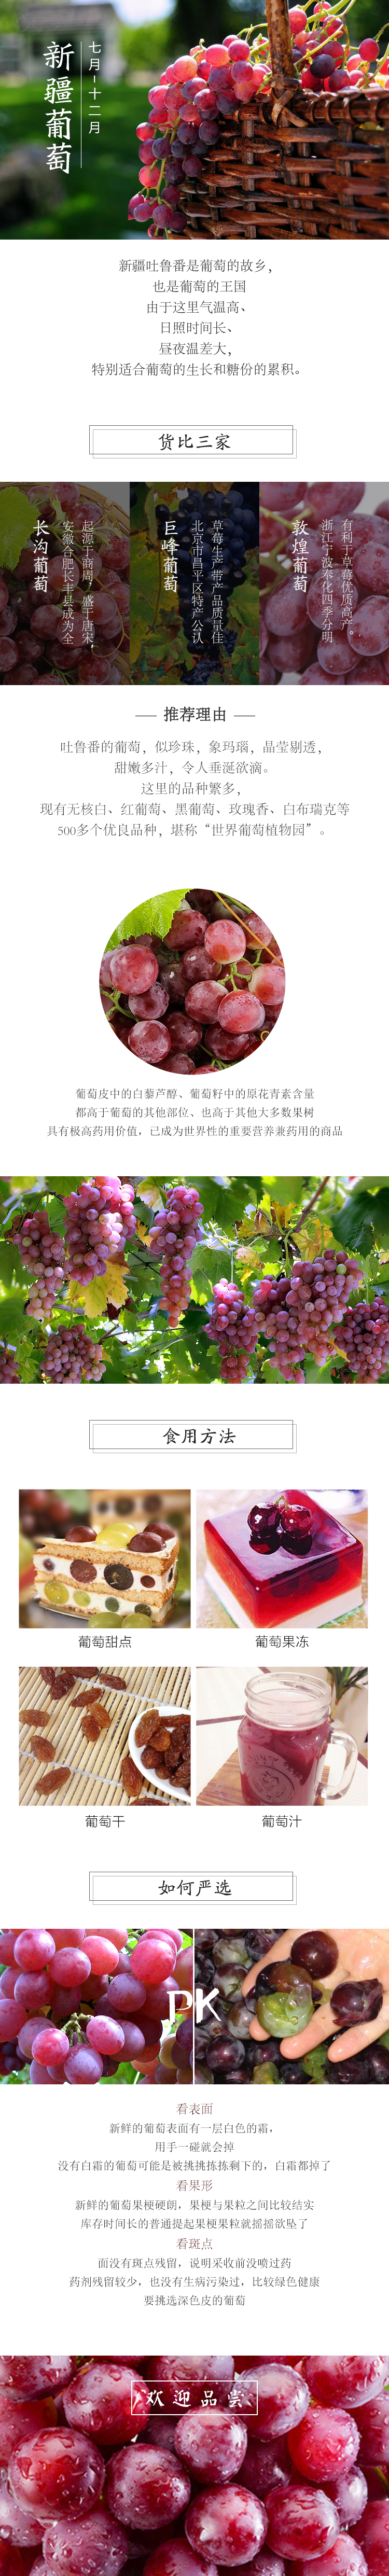 新疆葡萄
七月-十二月
新疆吐鲁番是葡萄的故乡，
也是葡萄的王国
由于这里气温高、
日照时间长、
昼夜温差大，
特别适合葡萄的生长和糖份的累积。
货比三家
长沟葡萄
起源于商周，盛于唐宋，
安徽合肥长丰县成为全
巨峰葡萄
草莓生产带产品质量佳
北京市昌平区特产公认
敦煌葡萄
有利于草莓优质高产。
浙江宁波奉化四季分明
推荐理由
吐鲁番的葡萄，似珍珠，象玛瑙，晶莹剔透，
甜嫩多汁，令人垂涎欲滴。
这里的品种繁多，
现有无核白、红葡萄、黑葡萄、玫瑰香、白布瑞克等
500多个优良品种，堪称“世界葡萄植物园”。
葡萄皮中的白藜芦醇、葡萄籽中的原花青素含量
都高于葡萄的其他部位、也高于其他大多数果树
具有极高药用价值，已成为世界性的重要营养兼药用的商品
食用方法
葡萄甜点
葡萄果冻
葡萄干
葡萄汁
如何严选
PK
看表面
新鲜的葡萄表面有一层白色的霜，
用手一碰就会掉
没有白霜的葡萄可能是被挑挑拣拣剩下的，白霜都掉了
看果形
新鲜的葡萄果梗硬朗，果梗与果粒之间比较结实
库存时间长的普通提起果梗果粒就摇摇欲坠了
看斑点
面没有斑点残留，说明采收前没喷过药
药剂残留较少，也没有生病污染过，比较绿色健康
要挑选深色皮的葡萄
欢迎品尝